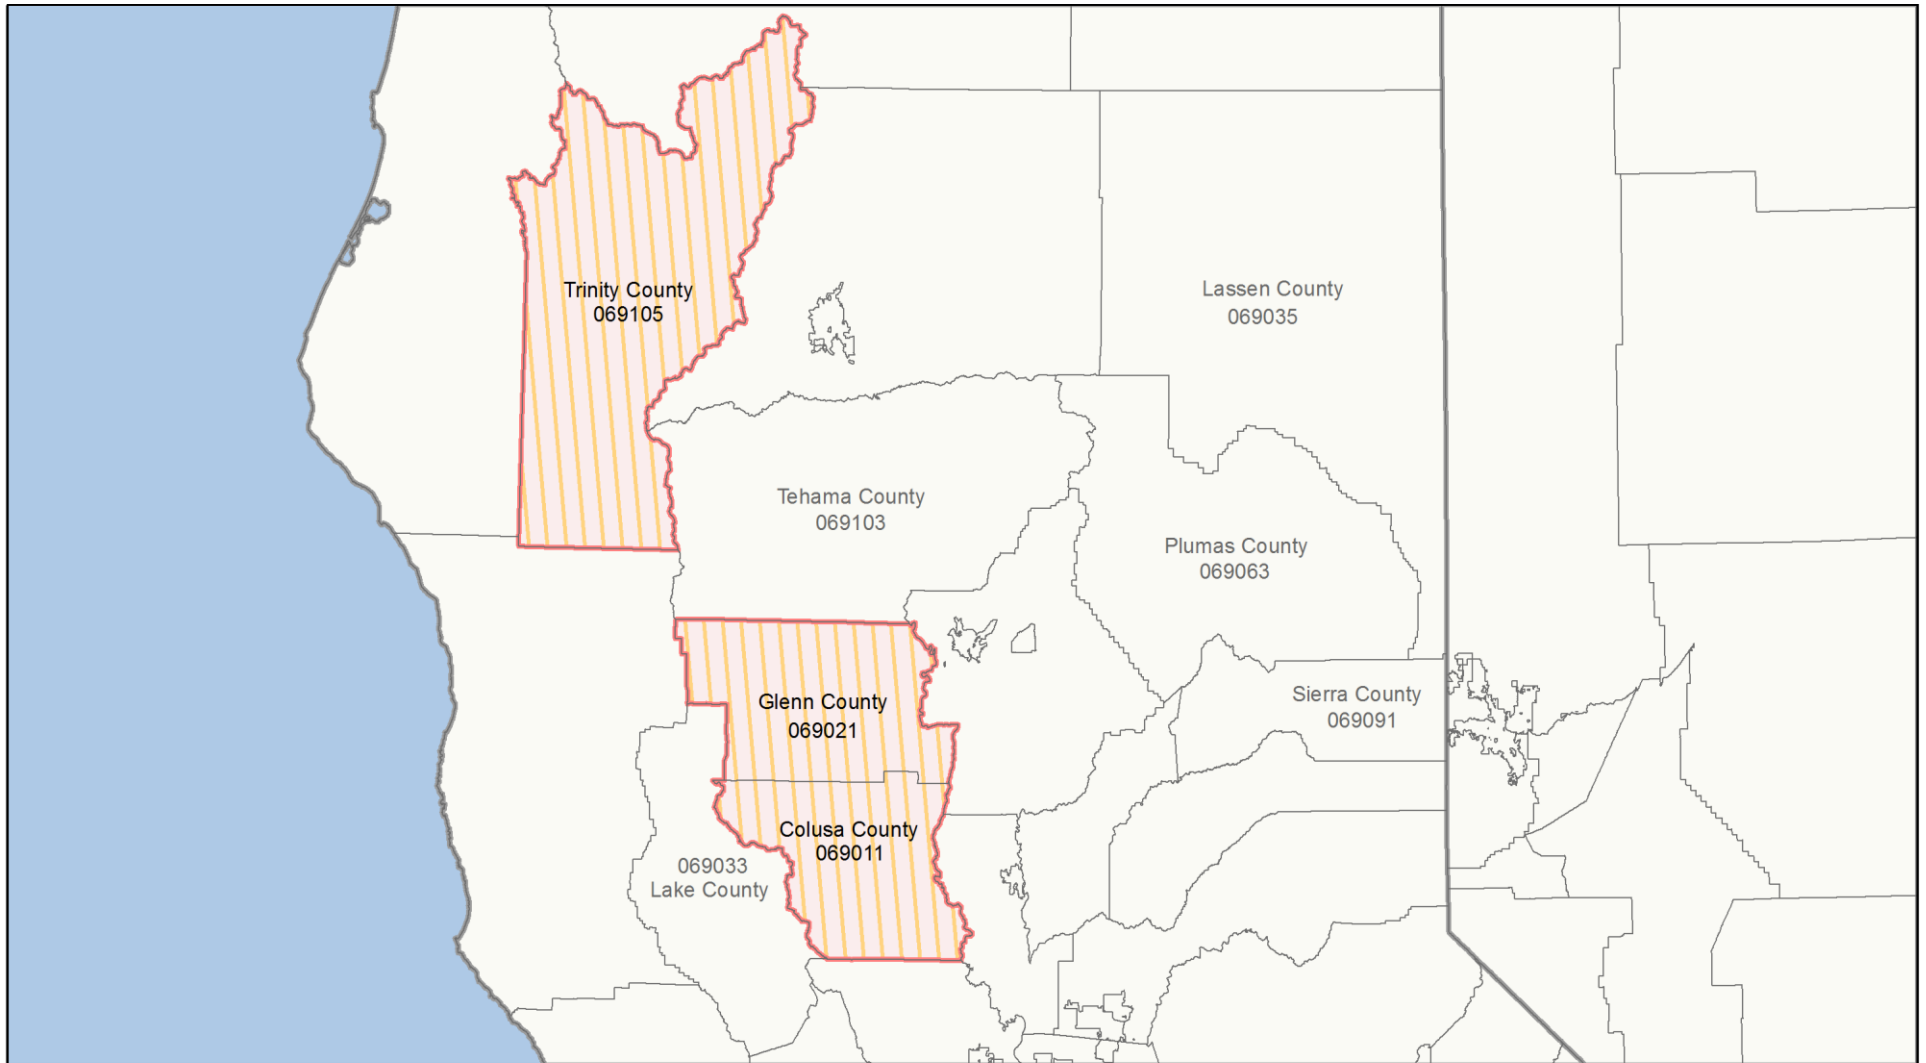 Trinity County
069105
Lassen County
069035
Tehama County
069103
Plumas County
069063
Glenn County
069021
Sierra County
069091
Colusa County
069011
069033
Lake County